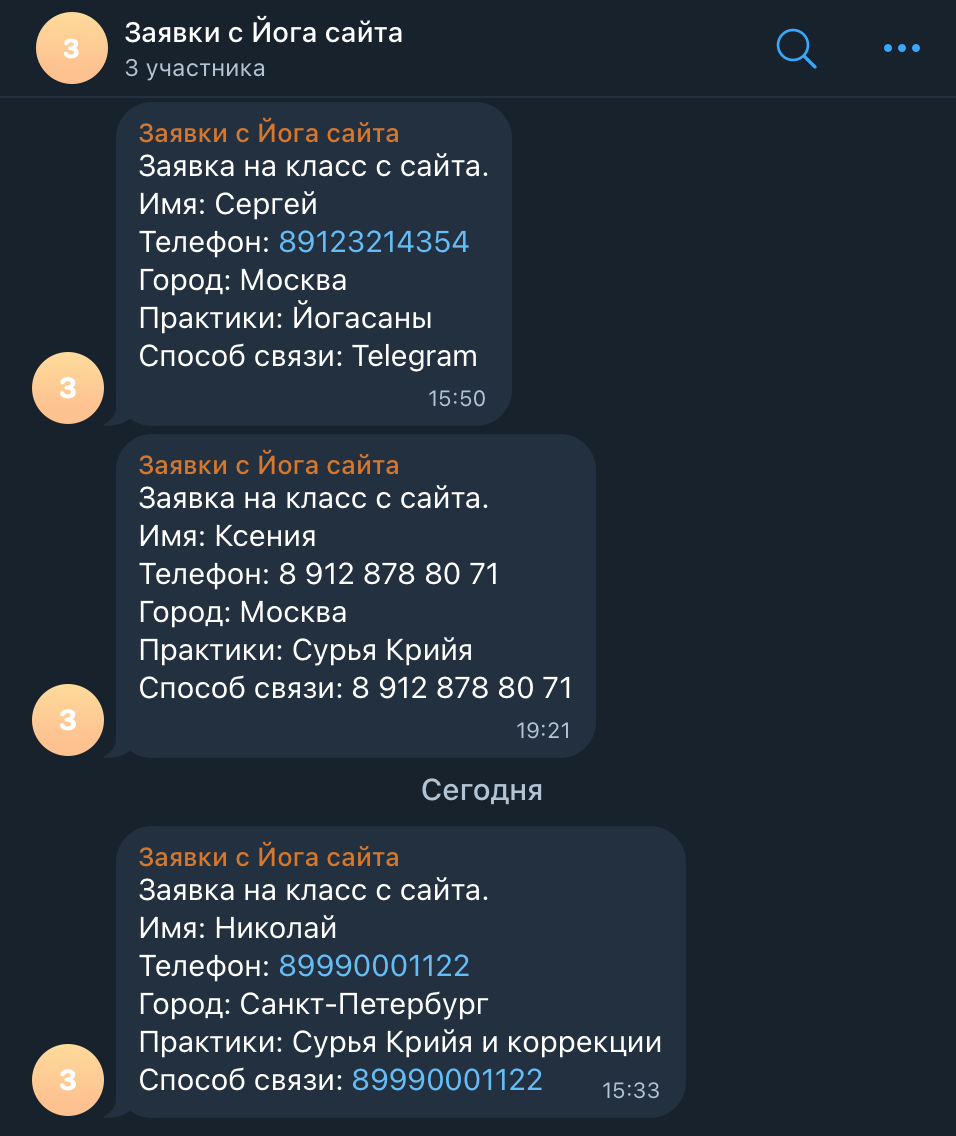 З
Заявки с Йога сайта
3 участника
Заявки с Йога сайта
Заявка на класс с сайта.
Имя: Сергей
Телефон: 89123214354
Город: Москва
Практики: Йогасаны
Способ связи: Telegram
15:50
З
Заявки с Йога сайта
Заявка на класс с сайта.
Имя: Ксения
Телефон: 8 912 878 80 71
Город: Москва
Практики: Сурья Крийя
Способ связи: 8 912 878 80 71
19:21
З
Сегодня
Заявки с Йога сайта
Заявка на класс с сайта.
Имя: Николай
Телефон: 89990001122
Город: Санкт-Петербург
Практики: Сурья Крийя и коррекции
Способ связи: 89990001122
15:33
З